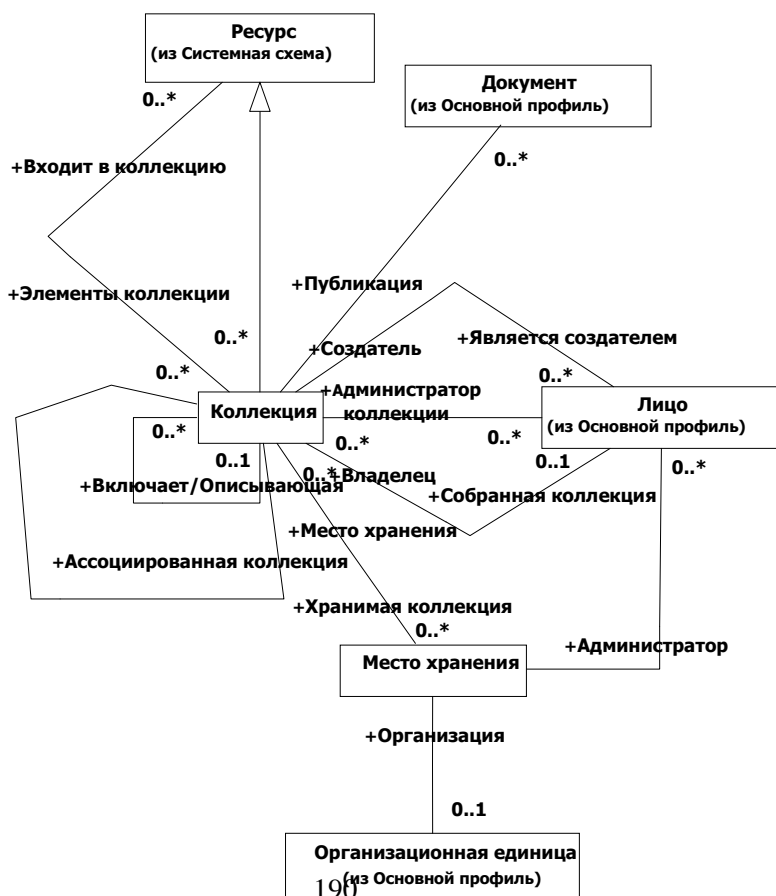 Ресурс
(из Системная схема)
0..*
Документ
(из Основной профиль)
0..*
+Входит в коллекцию
+Элементы коллекции
+Публикация
0..*
+Создатель
+Является создателем
0..*
0..*
+Администратор
коллекции
Коллекция
Лицо
(из Основной профиль)
0..*
0..*
0..*
0..1
0..1
0..*
0..*
+Включает/Описывающая
+Владелец
+Собранная коллекция
+Место хранения
+Ассоциированная коллекция
+Хранимая коллекция
0..*
+Администратор
Место хранения
+Организация
0..1
Организационная единица
(из Основной профиль)
190